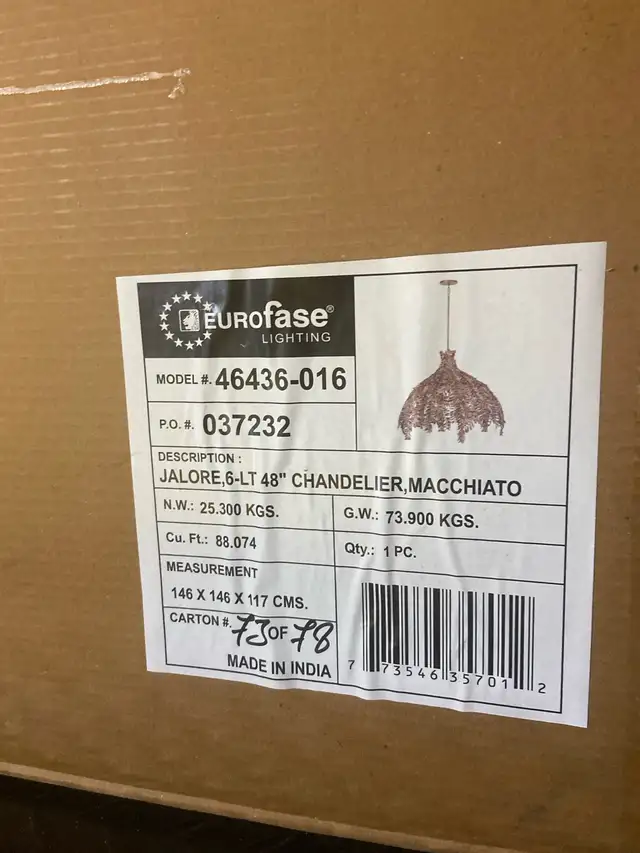 EUROfase®
LIGHTING
MODEL #. 46436-016
P.O. #. 037232
DESCRIPTION :
JALORE,6-LT 48" CHANDELIER,MACCHIATO
N.W.: 25.300 KGS.
G.W.: 73.900 KGS.
Cu. Ft.: 88.074
Qty.: 1 PC.
MEASUREMENT
146 X 146 X 117 CMS.
CARTON #. 73 OF 78
MADE IN INDIA
7 73546 35701 2